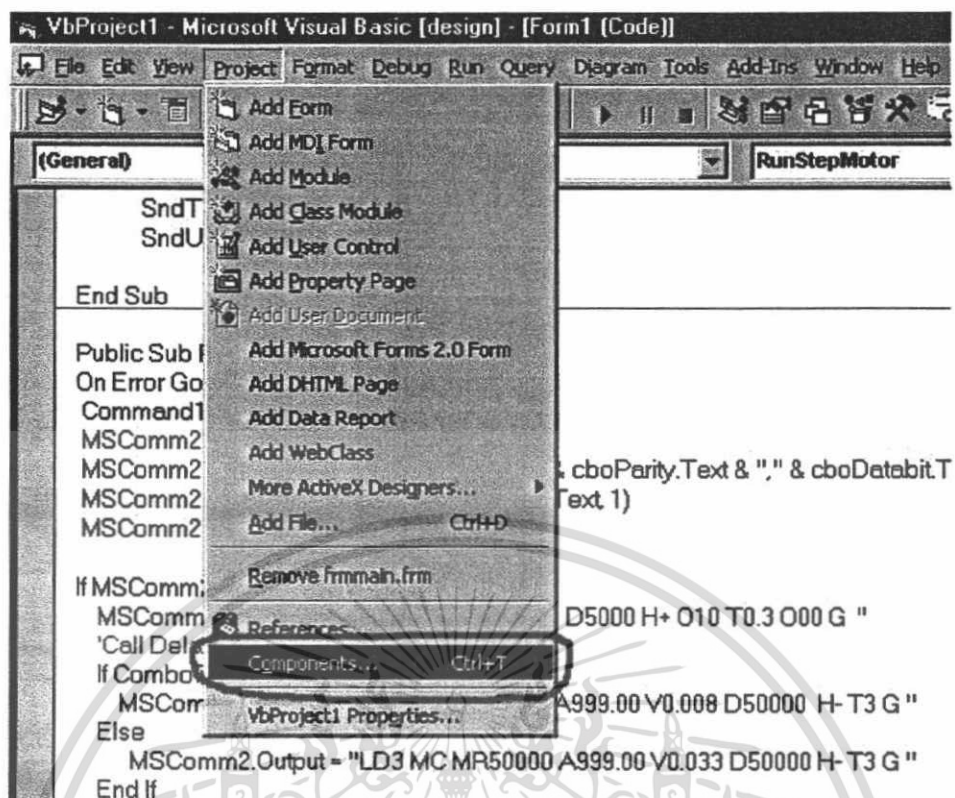 VbProject1 - Microsoft Visual Basic [design] - [Form1 (Code)]
File Edit View Project Format Debug Run Query Diagram Tools Add-Ins Window Help
(General)
RunStepMotor
Add Form
Add MDI Form
Add Module
Add Class Module
Add User Control
Add Property Page
Add User Document
Add Microsoft Forms 2.0 Form
Add DHTML Page
Add Data Report
Add WebClass
More ActiveX Designers...
Add File... Ctrl+D
Remove frmmain.frm
References...
Components... Ctrl+T
VbProject1 Properties...
SndT
SndU
End Sub
Public Sub
On Error Go
Command1
MSComm2
MSComm2 & cboParity.Text & "," & cboDatabit.T
MSComm2 Text, 1)
MSComm2
If MSComm
MSComm D5000 H+ O10 T0.3 O00 G "
'Call Del
If Combo
MSCom A999.00 V0.008 D50000 H- T3 G "
Else
MSComm2.Output = "LD3 MC MR50000 A999.00 V0.033 D50000 H- T3 G "
End If